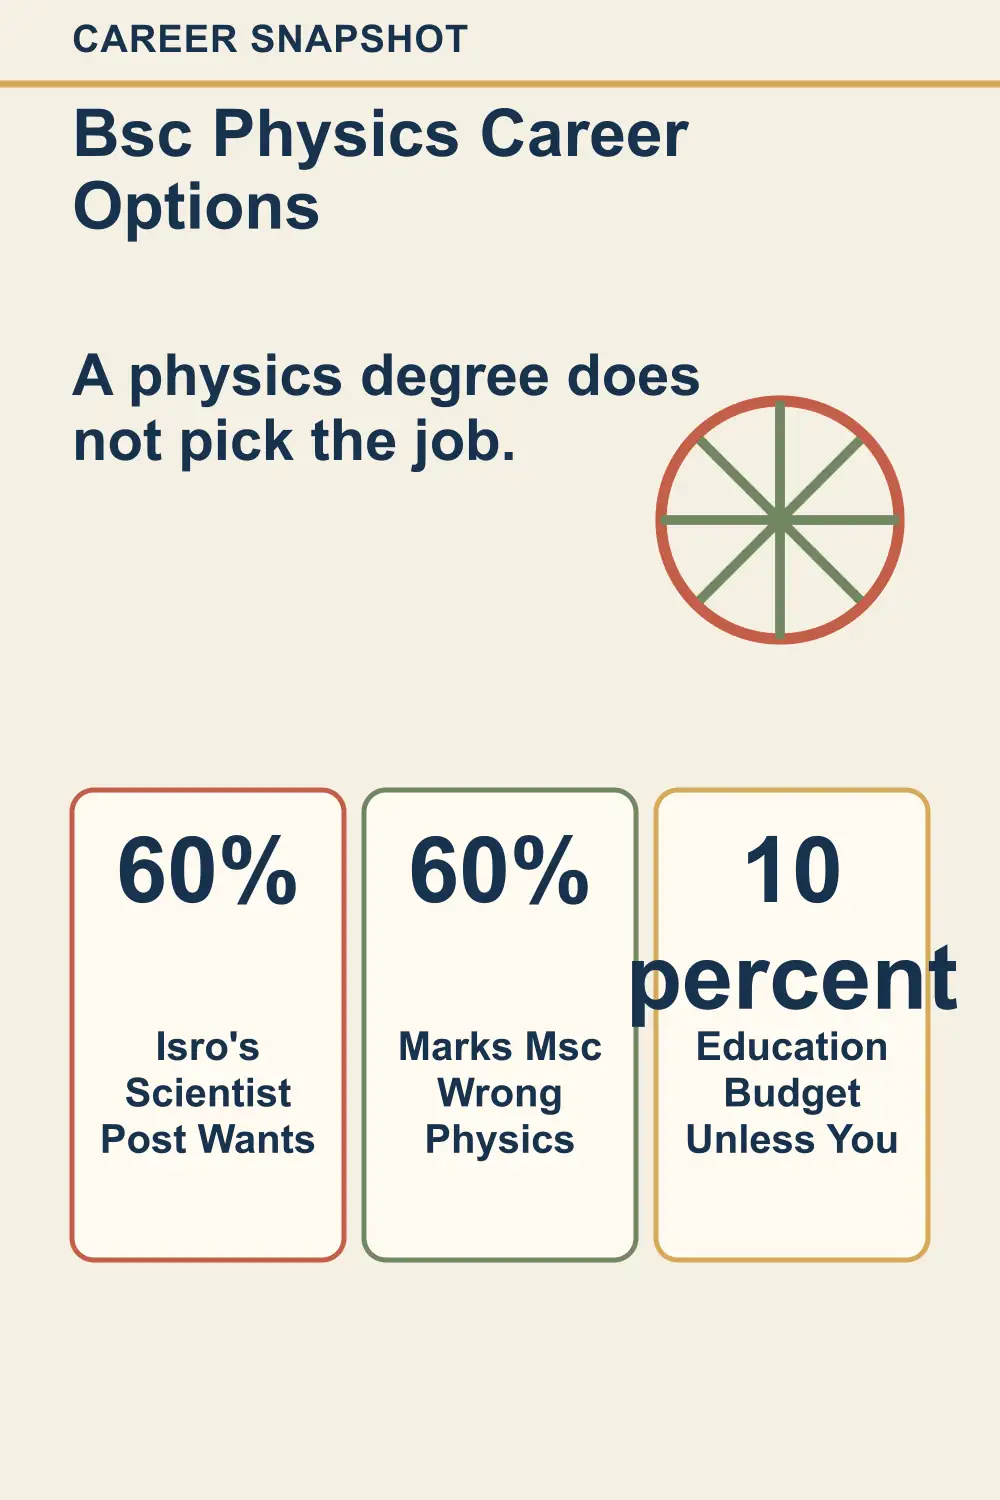 CAREER SNAPSHOT
Bsc Physics Career
Options
A physics degree does
not pick the job.
60%
Isro's
Scientist
Post Wants
60%
Marks Msc
Wrong
Physics
10
percent
Education
Budget
Unless You